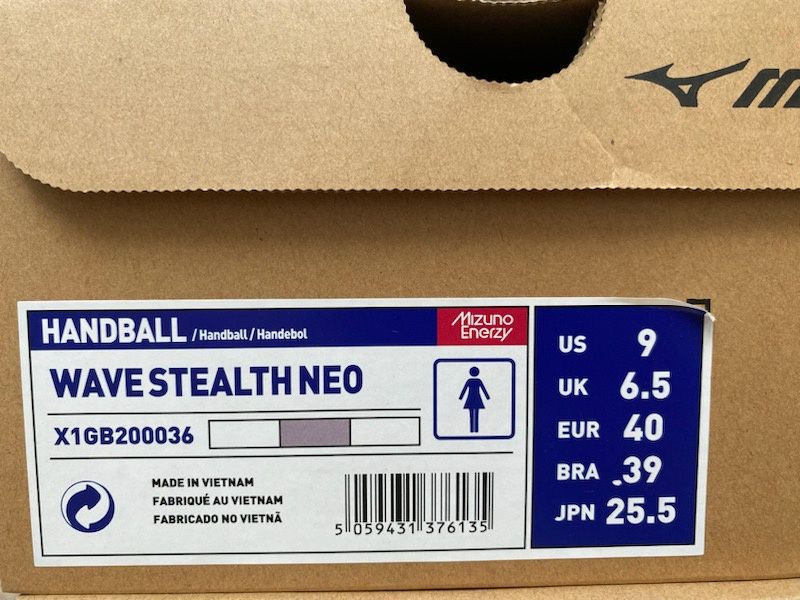 HANDBALL / Handball / Handebol
Mizuno
Enerzy
WAVE STEALTH NEO
X1GB200036
MADE IN VIETNAM
FABRIQUÉ AU VIETNAM
FABRICADO NO VIETNÃ
5 059431 376135
US 9
UK 6.5
EUR 40
BRA .39
JPN 25.5